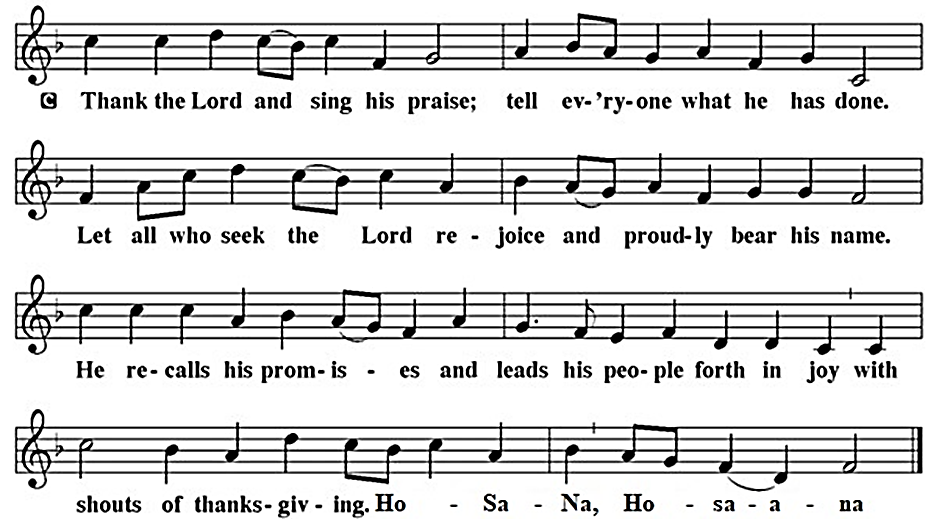 C Thank the Lord and sing his praise; tell ev-'ry-one what he has done.
Let all who seek the Lord re - joice and proud-ly bear his name.
He re-calls his prom-is - es and leads his peo-ple forth in joy with
shouts of thanks-giv-ing. Ho - Sa - Na, Ho - sa - a - na